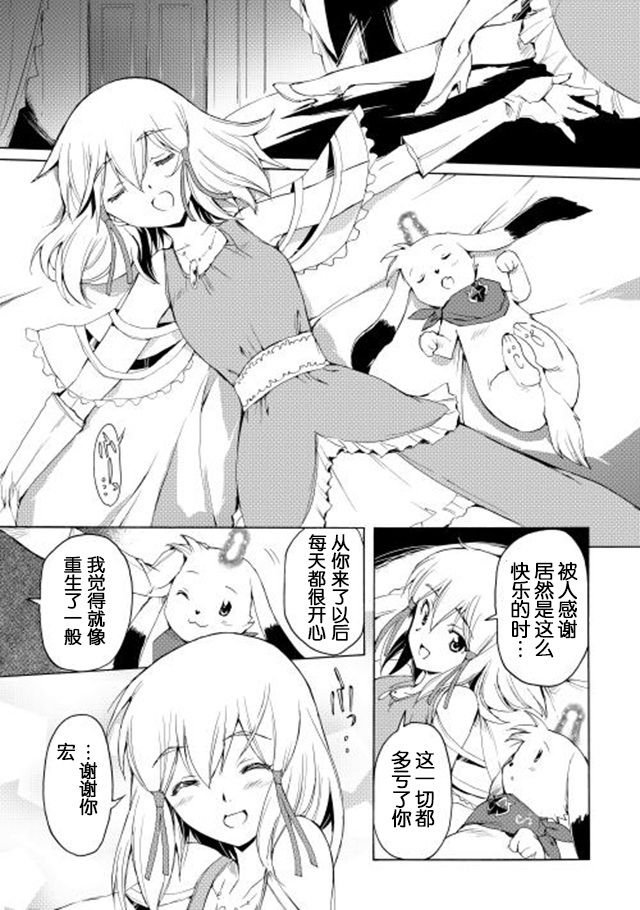 被人感谢
居然是这么
快乐的时…
这一切都
多亏了你
从你来了以后
每天都很开心
我觉得就像
重生了一般
…谢谢你
宏